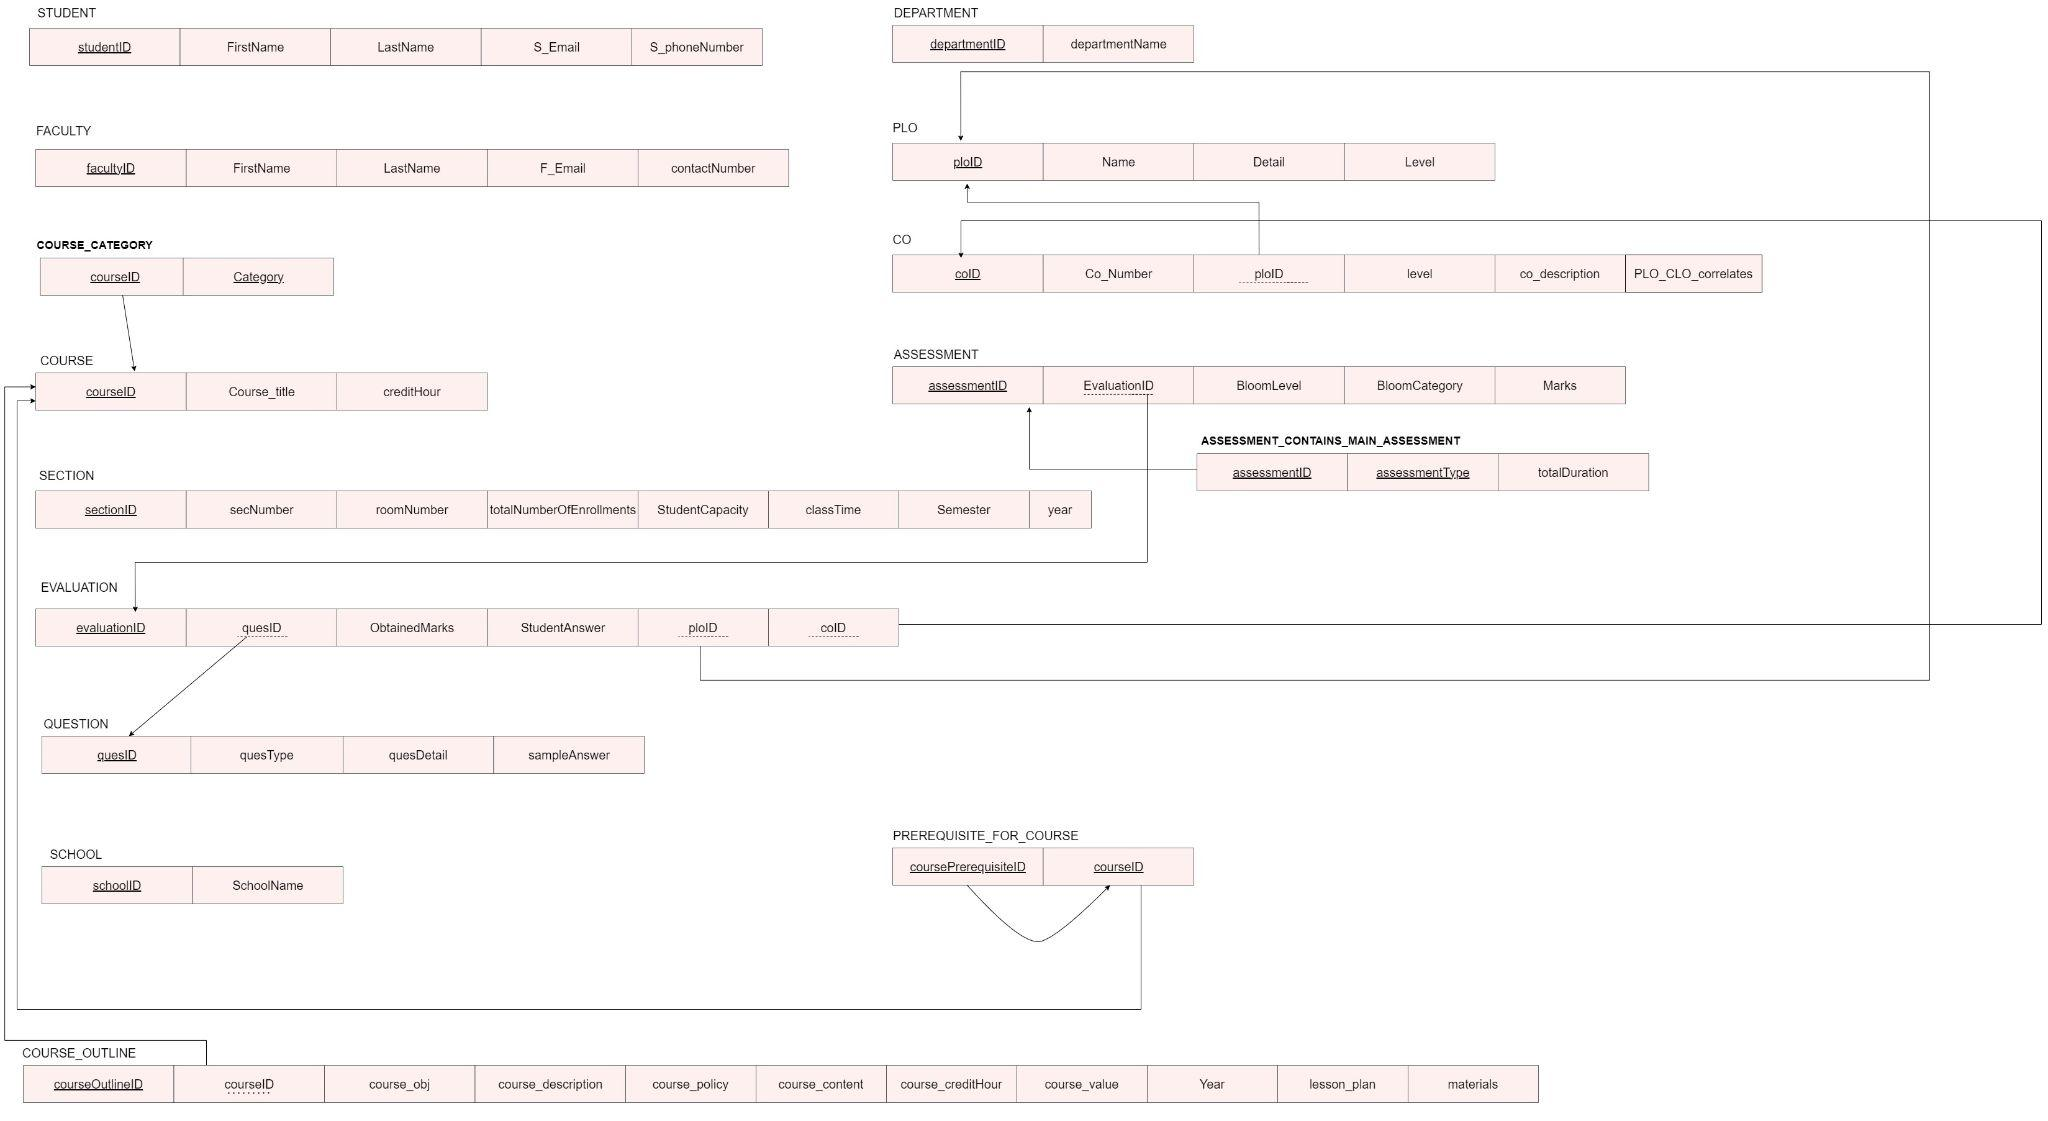 STUDENT
studentID FirstName LastName S_Email S_phoneNumber
DEPARTMENT
departmentID departmentName
FACULTY
facultyID FirstName LastName F_Email contactNumber
PLO
ploID Name Detail Level
COURSE_CATEGORY
courseID Category
CO
coID Co_Number ploID level co_description PLO_CLO_correlates
COURSE
courseID Course_title creditHour
ASSESSMENT
assessmentID EvaluationID BloomLevel BloomCategory Marks
ASSESSMENT_CONTAINS_MAIN_ASSESSMENT
assessmentID assessmentType totalDuration
SECTION
sectionID secNumber roomNumber totalNumberOfEnrollments StudentCapacity classTime Semester year
EVALUATION
evaluationID quesID ObtainedMarks StudentAnswer ploID coID
QUESTION
quesID quesType quesDetail sampleAnswer
SCHOOL
schoolID SchoolName
PREREQUISITE_FOR_COURSE
coursePrerequisiteID courseID
COURSE_OUTLINE
courseOutlineID courseID course_obj course_description course_policy course_content course_creditHour course_value Year lesson_plan materials